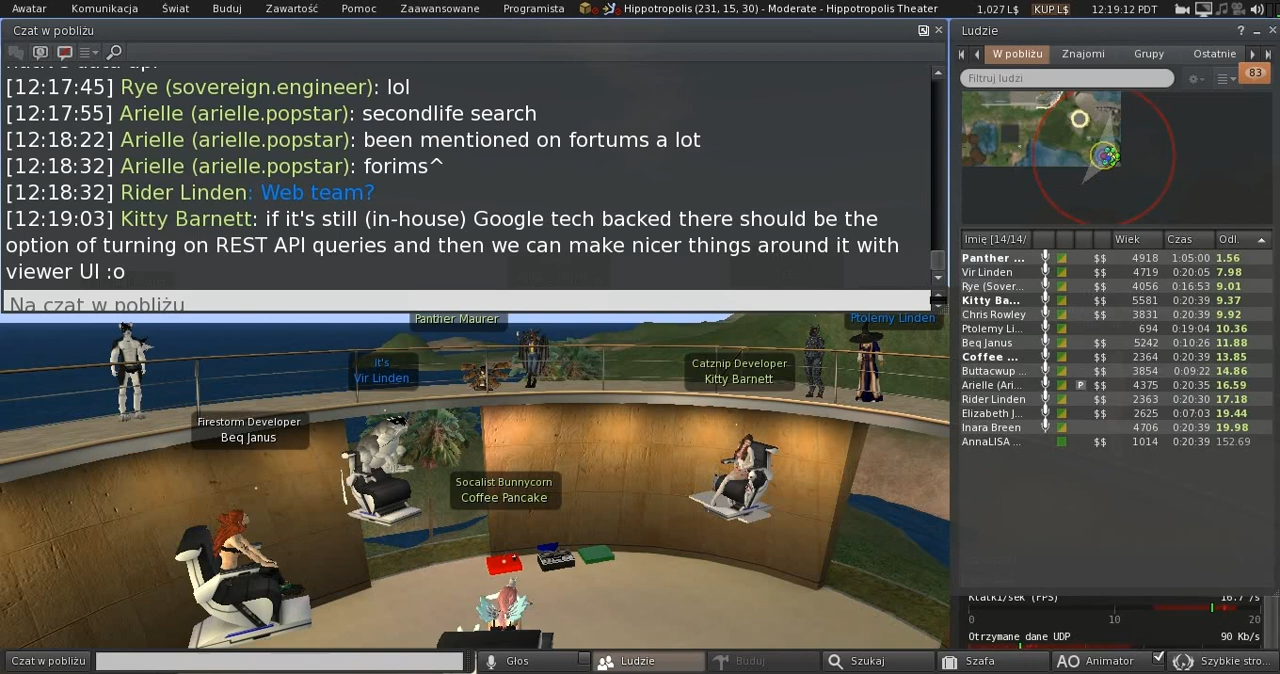 Awatar Komunikacja Świat Buduj Zawartość Pomoc Zaawansowane Programista Hippotropolis (231, 15, 30) - Moderate - Hippotropolis Theater 1,027 L$ KUP L$ 12:19:12 PDT
Czat w pobliżu
[12:17:45] Rye (sovereign.engineer): lol
[12:17:55] Arielle (arielle.popstar): secondlife search
[12:18:22] Arielle (arielle.popstar): been mentioned on fortums a lot
[12:18:32] Arielle (arielle.popstar): forims^
[12:18:32] Rider Linden: Web team?
[12:19:03] Kitty Barnett: if it's still (in-house) Google tech backed there should be the
option of turning on REST API queries and then we can make nicer things around it with
viewer UI :o
Na czat w pobliżu
Panther Maurer
Ptolemy Linden
it's
Vir Linden
Catznip Developer
Kitty Barnett
Firestorm Developer
Beq Janus
Socalist Bunnycorn
Coffee Pancake
Ludzie
? _ ×
W pobliżu Znajomi Grupy Ostatnie
Filtruj ludzi
83
Imię [14/14/ Wiek Czas Odl.
Panther ... $$ 4918 1:05:00 1.56
Vir Linden 4719 0:20:05 7.98
Rye (Sover... $$ 4056 0:16:53 9.01
Kitty Ba... $$ 5581 0:20:39 9.37
Chris Rowley $$ 3831 0:20:39 9.92
Ptolemy Li... 694 0:19:04 10.36
Beq Janus $$ 5242 0:10:26 11.88
Coffee ... $$ 2364 0:20:39 13.85
Buttacwup ... $$ 3854 0:09:22 14.86
Arielle (Ari... P $$ 4375 0:20:35 16.59
Rider Linden $$ 2363 0:20:30 17.18
Elizabeth J... $$ 2625 0:07:03 19.44
Inara Breen 4706 0:20:39 19.98
AnnaLISA ... $$ 1014 0:20:39 152.69
Klatki/sek (FPS) 16.7 /s
0 10 20
Otrzymane dane UDP 90 Kb/s
Czat w pobliżu Głos Ludzie Buduj Szukaj Szafa AO Animator Szybkie stro...